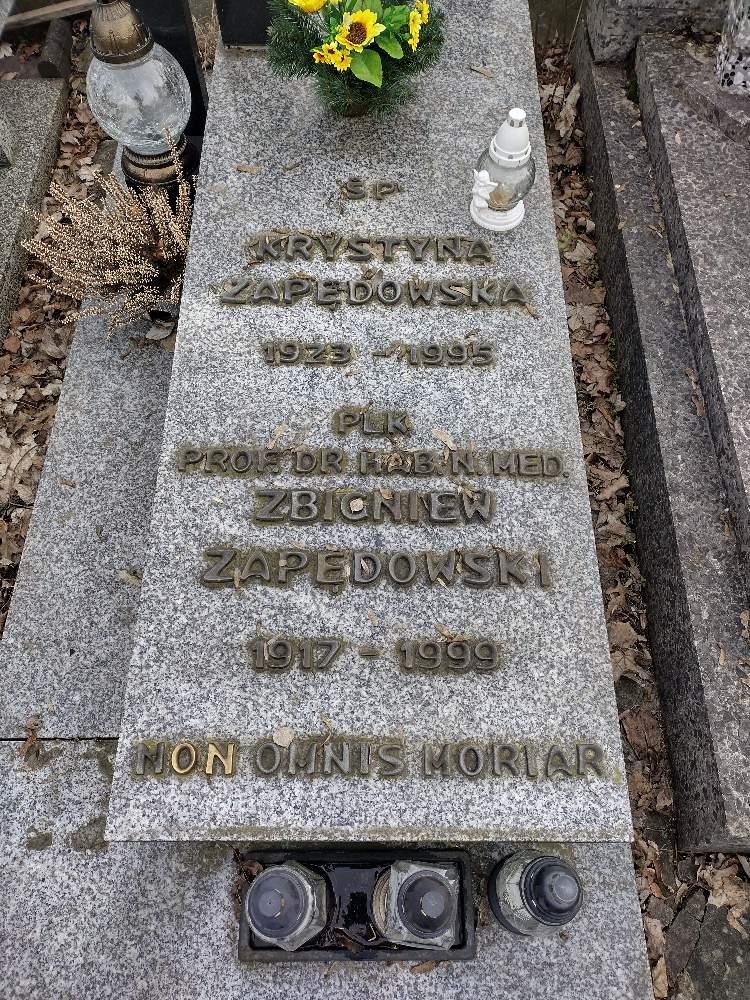 ŚP
KRYSTYNA
ZAPĘDOWSKA
1923 - 1995
PŁK
PROF. DR HAB. N. MED.
ZBIGNIEW
ZAPĘDOWSKI
1917 - 1999
NON OMNIS MORIAR